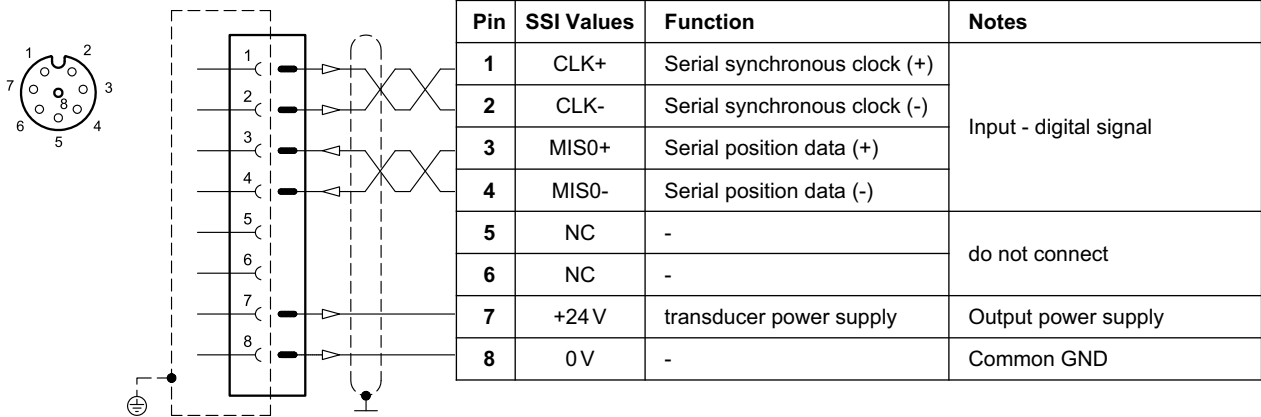 1 2
7 8 3
6 4
5
1
2
3
4
5
6
7
8
Pin SSI Values Function Notes
1 CLK+ Serial synchronous clock (+)
2 CLK- Serial synchronous clock (-)
Input - digital signal
3 MIS0+ Serial position data (+)
4 MIS0- Serial position data (-)
5 NC -
do not connect
6 NC -
7 +24 V transducer power supply Output power supply
8 0 V - Common GND